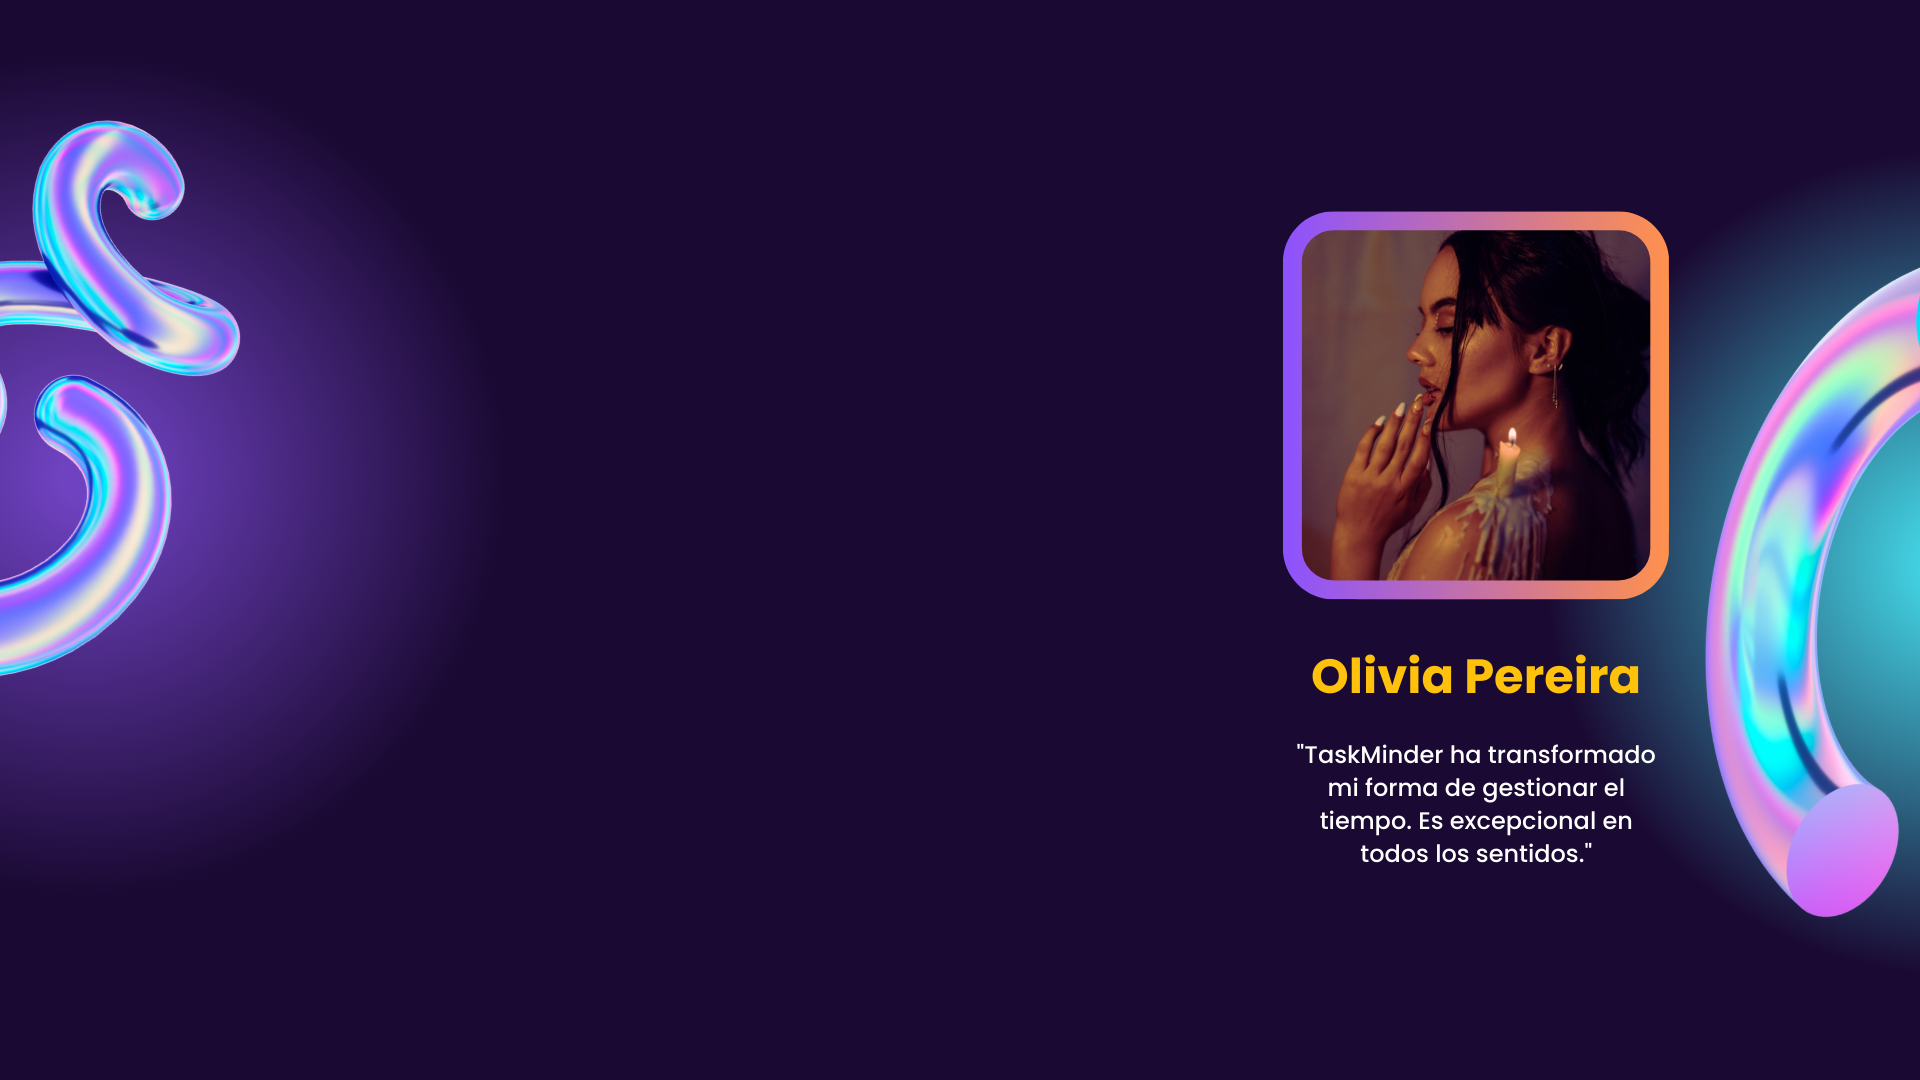 Olivia Pereira
"TaskMinder ha transformado
mi forma de gestionar el
tiempo. Es excepcional en
todos los sentidos."